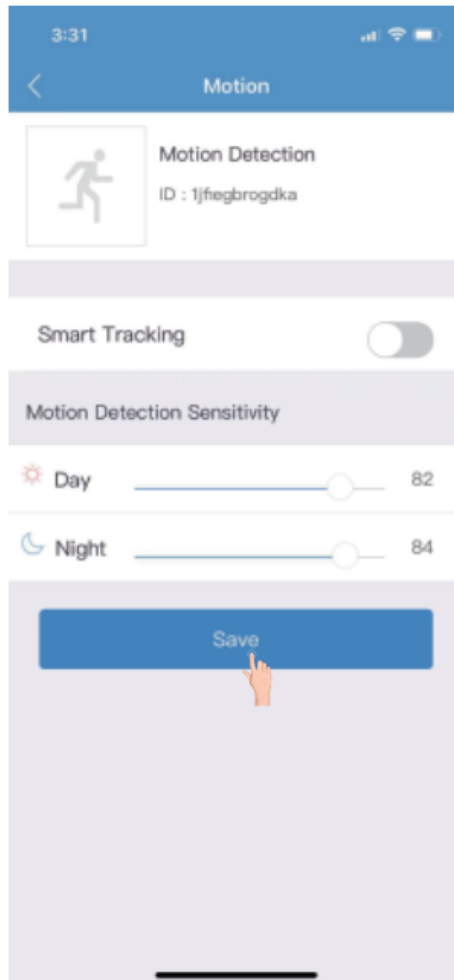 3:31
Motion
Motion Detection
ID : 1jfiegbrogdka
Smart Tracking
Motion Detection Sensitivity
Day 82
Night 84
Save